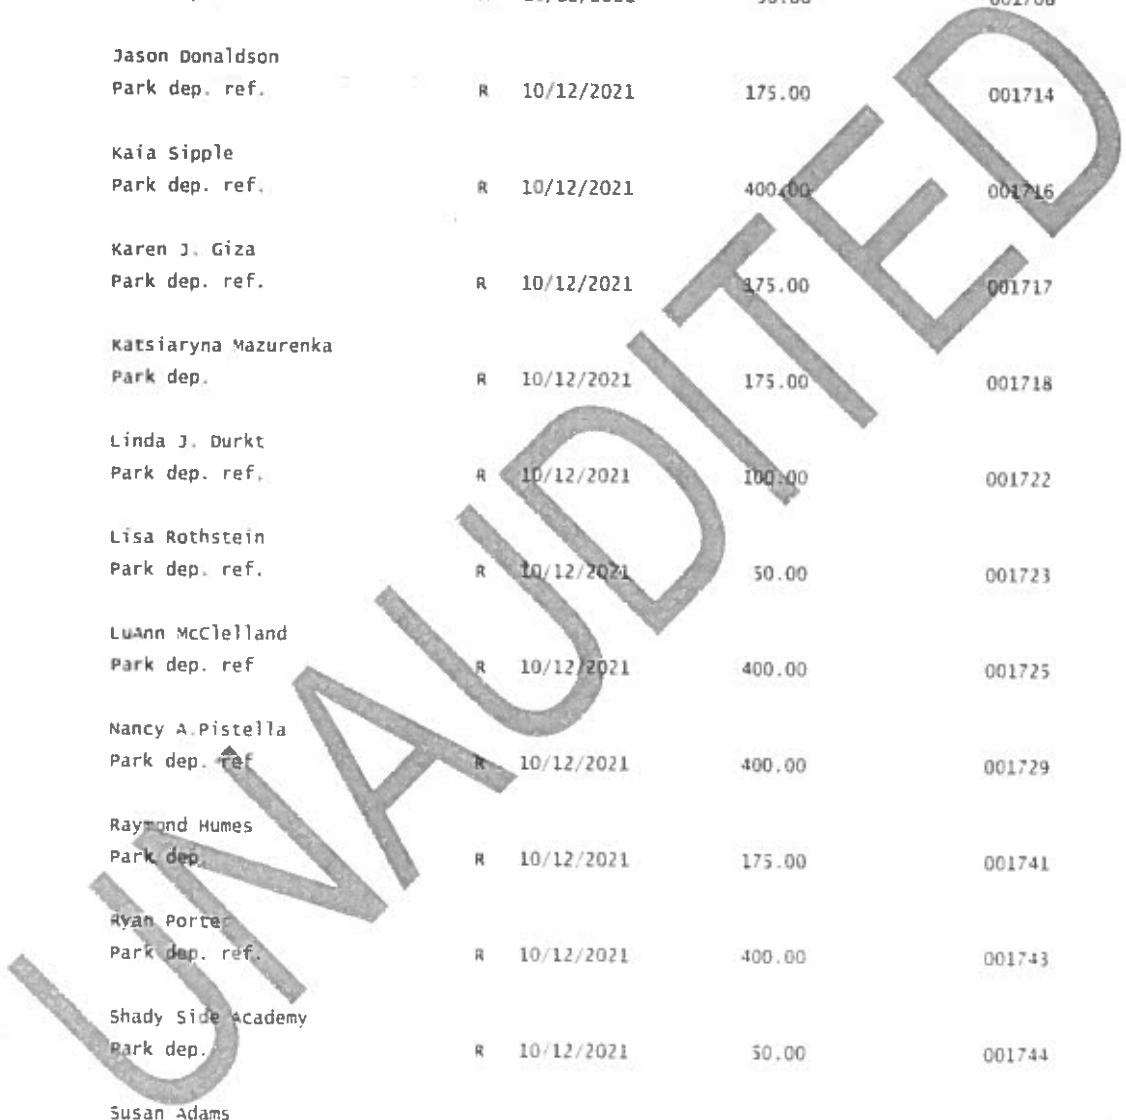 Jason Donaldson
Park dep. ref. R 10/12/2021 175.00 001714
Kaia Sipple
Park dep. ref. R 10/12/2021 400.00 001716
Karen J. Giza
Park dep. ref. R 10/12/2021 175.00 001717
Katsiaryna Mazurenka
Park dep. R 10/12/2021 175.00 001718
Linda J. Durkt
Park dep. ref. R 10/12/2021 100.00 001722
Lisa Rothstein
Park dep. ref. R 10/12/2021 50.00 001723
LuAnn McClelland
Park dep. ref R 10/12/2021 400.00 001725
Nancy A.Pistella
Park dep. ref R 10/12/2021 400.00 001729
Raymond Humes
Park dep. R 10/12/2021 175.00 001741
Ryan Porter
Park dep. ref. R 10/12/2021 400.00 001743
Shady Side Academy
Park dep. R 10/12/2021 50.00 001744
Susan Adams
UNAUDITED